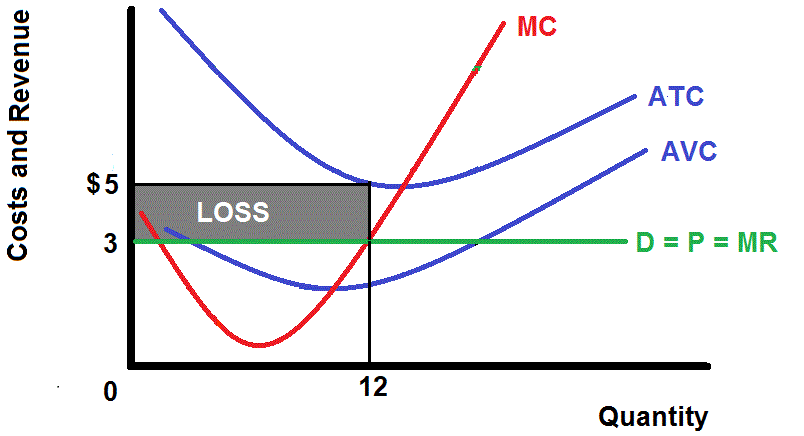 Costs and Revenue
MC
ATC
AVC
$5
LOSS
3
D = P = MR
0
12
Quantity